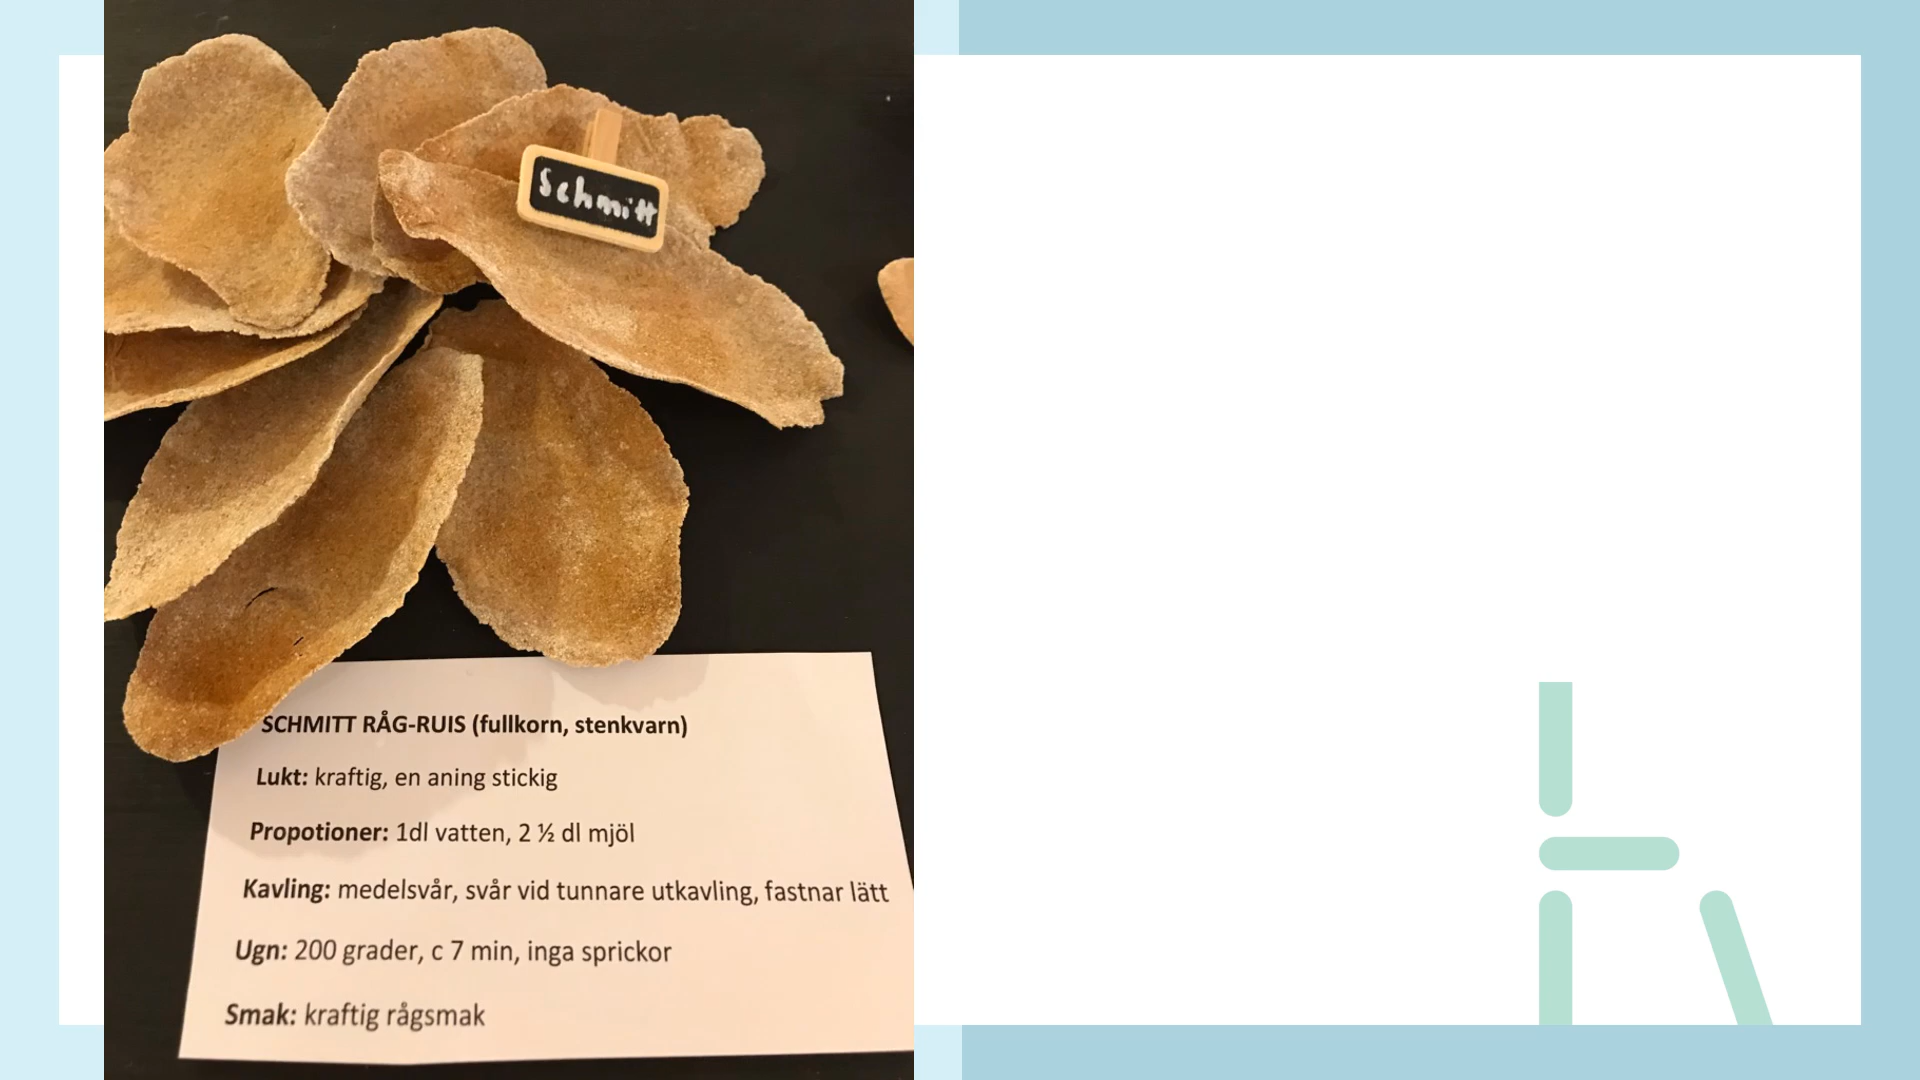 Schmitt
SCHMITT RÅG-RUIS (fullkorn, stenkvarn)
Lukt: kraftig, en aning stickig
Propotioner: 1dl vatten, 2 ½ dl mjöl
Kavling: medelsvår, svår vid tunnare utkavling, fastnar lätt
Ugn: 200 grader, c 7 min, inga sprickor
Smak: kraftig rågsmak